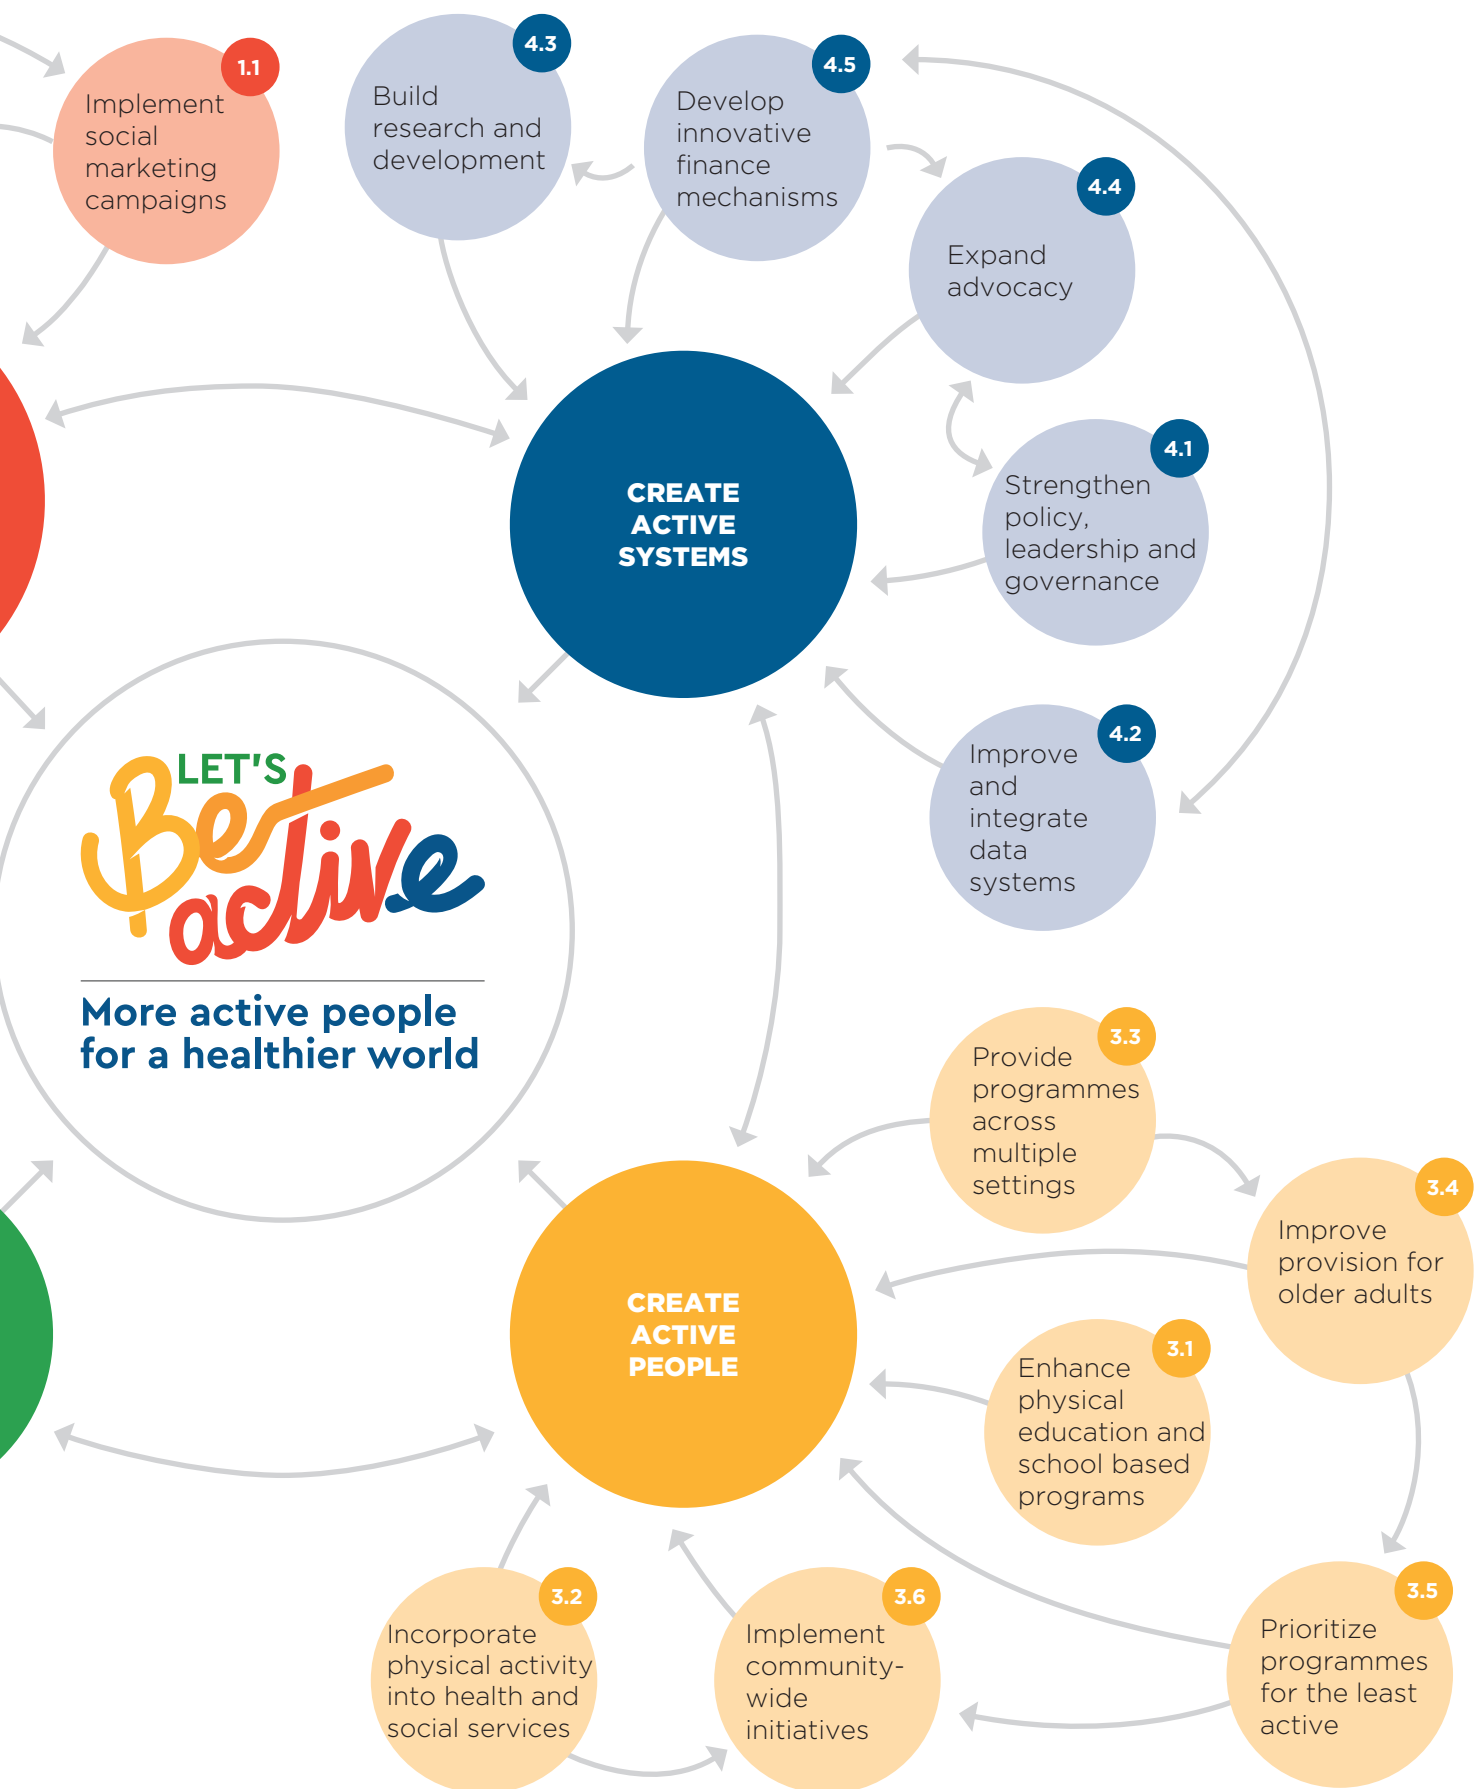 1.1
Implement
social
marketing
campaigns
4.3
Build
research and
development
4.5
Develop
innovative
finance
mechanisms
4.4
Expand
advocacy
4.1
Strengthen
policy,
leadership and
governance
CREATE
ACTIVE
SYSTEMS
4.2
Improve
and
integrate
data
systems
LET'S
Be
active
More active people
for a healthier world
3.3
Provide
programmes
across
multiple
settings
3.4
Improve
provision for
older adults
CREATE
ACTIVE
PEOPLE
3.1
Enhance
physical
education and
school based
programs
3.2
Incorporate
physical activity
into health and
social services
3.6
Implement
community-
wide
initiatives
3.5
Prioritize
programmes
for the least
active